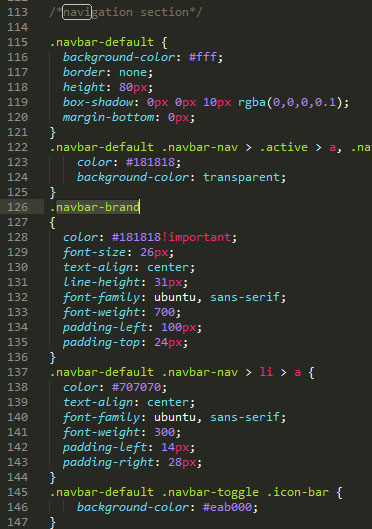 113 /*navigation section*/
114
115 .navbar-default {
116 background-color: #fff;
117 border: none;
118 height: 80px;
119 box-shadow: 0px 0px 10px rgba(0,0,0,0.1);
120 margin-bottom: 0px;
121 }
122 .navbar-default .navbar-nav > .active > a, .na
123 color: #181818;
124 background-color: transparent;
125 }
126 .navbar-brand
127 {
128 color: #181818!important;
129 font-size: 26px;
130 text-align: center;
131 line-height: 31px;
132 font-family: ubuntu, sans-serif;
133 font-weight: 700;
134 padding-left: 100px;
135 padding-top: 24px;
136 }
137 .navbar-default .navbar-nav > li > a {
138 color: #707070;
139 text-align: center;
140 font-family: ubuntu, sans-serif;
141 font-weight: 300;
142 padding-left: 14px;
143 padding-right: 28px;
144 }
145 .navbar-default .navbar-toggle .icon-bar {
146 background-color: #eab000;
147 }